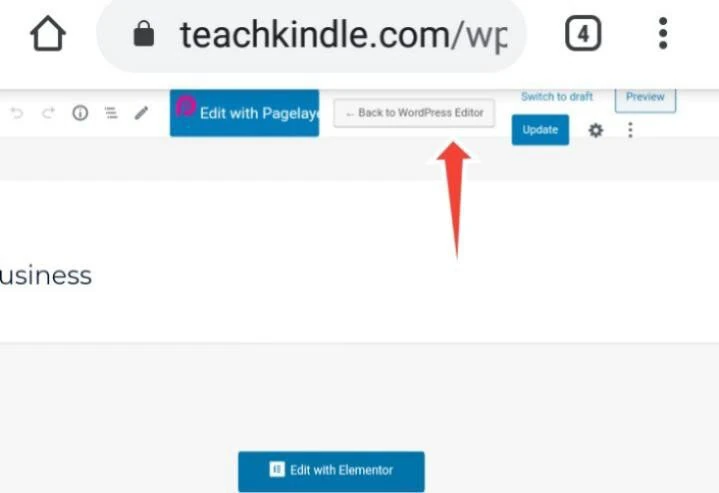 teachkindle.com/wp
4
Switch to draft
Preview
Edit with Pagelaye
← Back to WordPress Editor
Update
usiness
Edit with Elementor